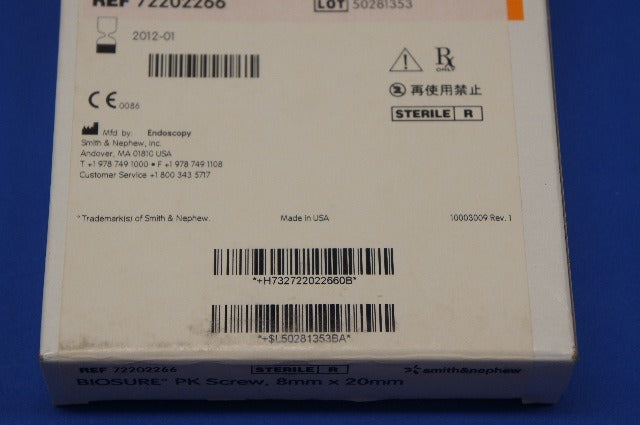 REF 72202266
LOT 50281353
2012-01
Rx
ONLY
再使用禁止
CE 0086
STERILE R
Mfd by: Endoscopy
Smith & Nephew, Inc.
Andover, MA 01810 USA
T +1 978 749 1000 • F +1 978 749 1108
Customer Service +1 800 343 5717
*Trademark(s) of Smith & Nephew. Made in USA 10003009 Rev. 1
*+H732722022660B*
*+$L50281353BA*
REF 72202266 STERILE R smith&nephew
BIOSURE* PK Screw, 8mm x 20mm